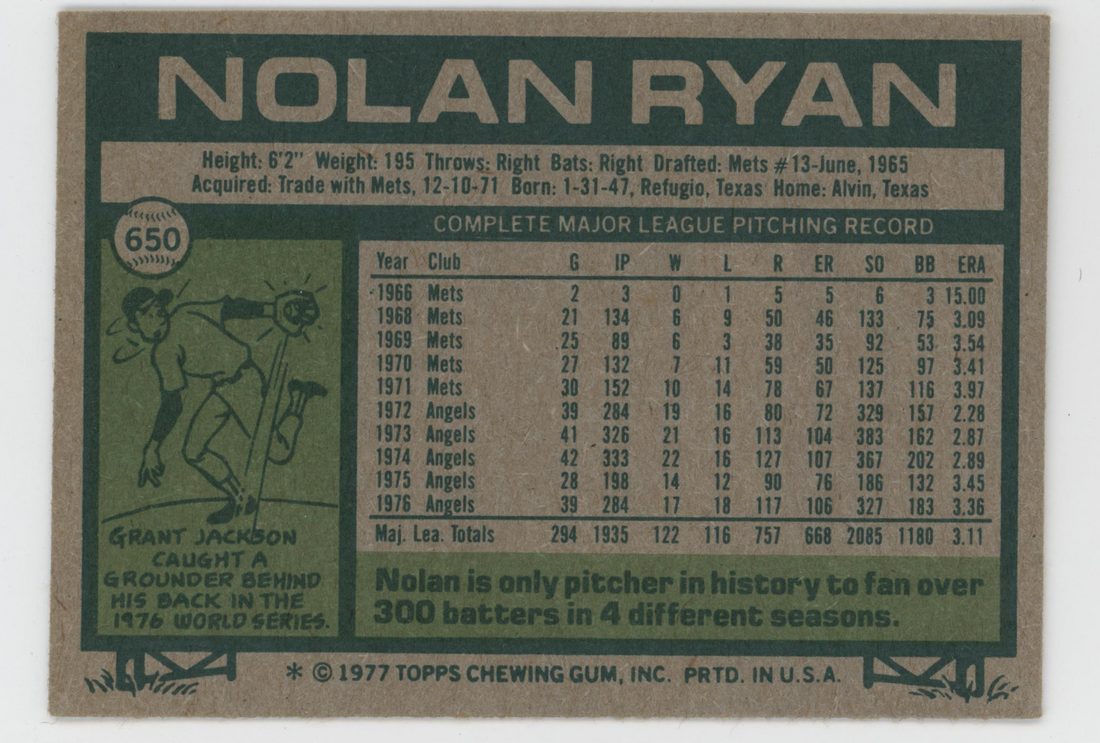 NOLAN RYAN
Height: 6'2" Weight: 195 Throws: Right Bats: Right Drafted: Mets #13-June, 1965
Acquired: Trade with Mets, 12-10-71 Born: 1-31-47, Refugio, Texas Home: Alvin, Texas
650
COMPLETE MAJOR LEAGUE PITCHING RECORD
Year Club G IP W L R ER SO BB ERA
1966 Mets 2 3 0 1 5 5 6 3 15.00
1968 Mets 21 134 6 9 50 46 133 75 3.09
1969 Mets 25 89 6 3 38 35 92 53 3.54
1970 Mets 27 132 7 11 59 50 125 97 3.41
1971 Mets 30 152 10 14 78 67 137 116 3.97
1972 Angels 39 284 19 16 80 72 329 157 2.28
1973 Angels 41 326 21 16 113 104 383 162 2.87
1974 Angels 42 333 22 16 127 107 367 202 2.89
1975 Angels 28 198 14 12 90 76 186 132 3.45
1976 Angels 39 284 17 18 117 106 327 183 3.36
Maj. Lea. Totals 294 1935 122 116 757 668 2085 1180 3.11
GRANT JACKSON
CAUGHT A
GROUNDER BEHIND
HIS BACK IN THE
1976 WORLD SERIES.
Nolan is only pitcher in history to fan over
300 batters in 4 different seasons.
* © 1977 TOPPS CHEWING GUM, INC. PRTD. IN U.S.A.